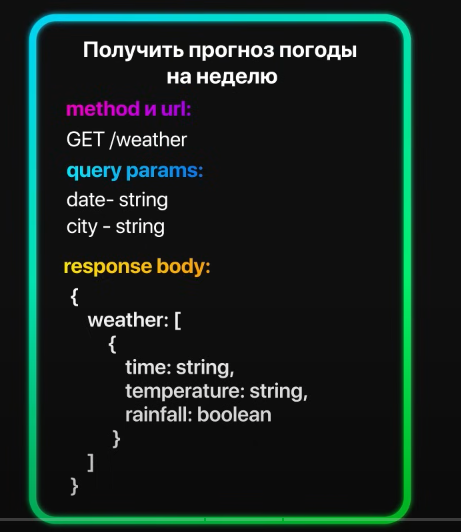 Получить прогноз погоды
на неделю
method и url:
GET /weather
query params:
date- string
city - string
response body:
{
weather: [
{
time: string,
temperature: string,
rainfall: boolean
}
]
}